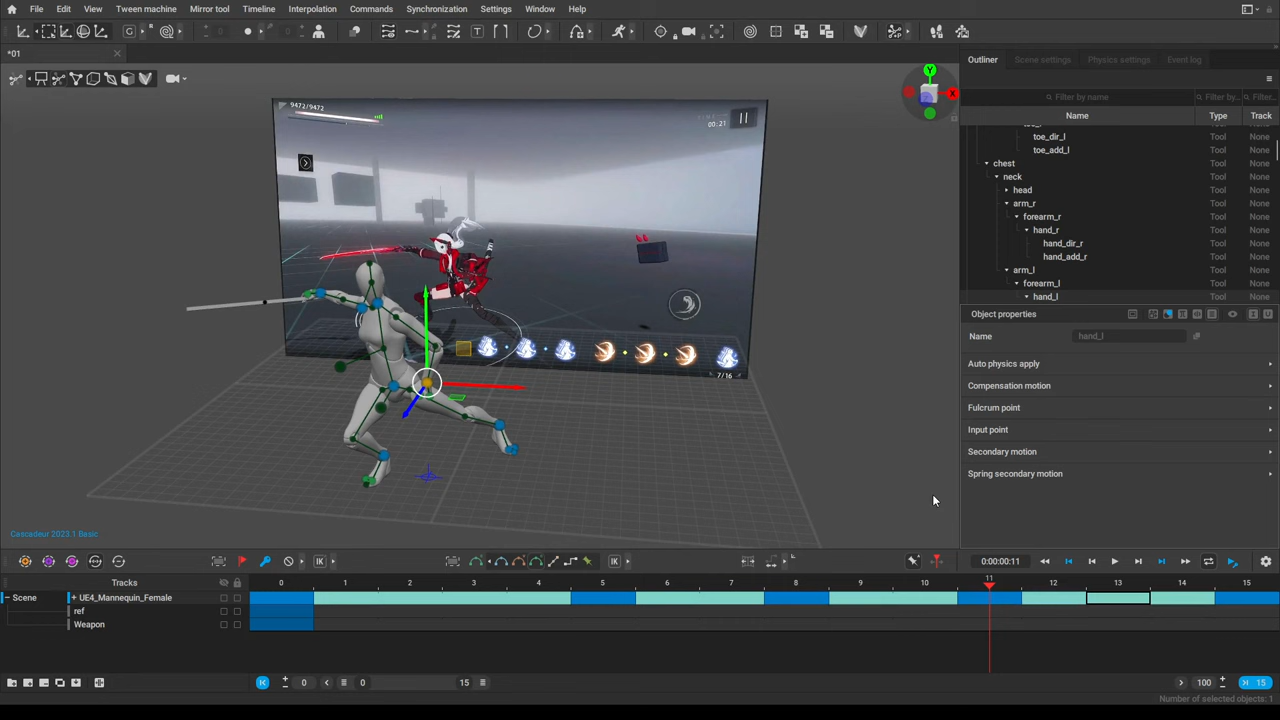 File Edit View Tween machine Mirror tool Timeline Interpolation Commands Synchronization Settings Window Help
*01
Outliner Scene settings Physics settings Event log
Filter by name Filter by... Filter...
Name Type Track
toe_dir_l Tool None
toe_add_l Tool None
chest Tool None
neck Tool None
head Tool None
arm_r Tool None
forearm_r Tool None
hand_r Tool None
hand_dir_r Tool None
hand_add_r Tool None
arm_l Tool None
forearm_l Tool None
hand_l Tool None
9472/9472
00:21
7/16
Y
X
Object properties
Name hand_l
Auto physics apply
Compensation motion
Fulcrum point
Input point
Secondary motion
Spring secondary motion
Cascadeur 2023.1 Basic
IK IK 0:00:00:11
Tracks 0 1 2 3 4 5 6 7 8 9 10 11 12 13 14 15
Scene + UE4_Mannequin_Female
ref
Weapon
0 0 15 100 15
Number of selected objects: 1